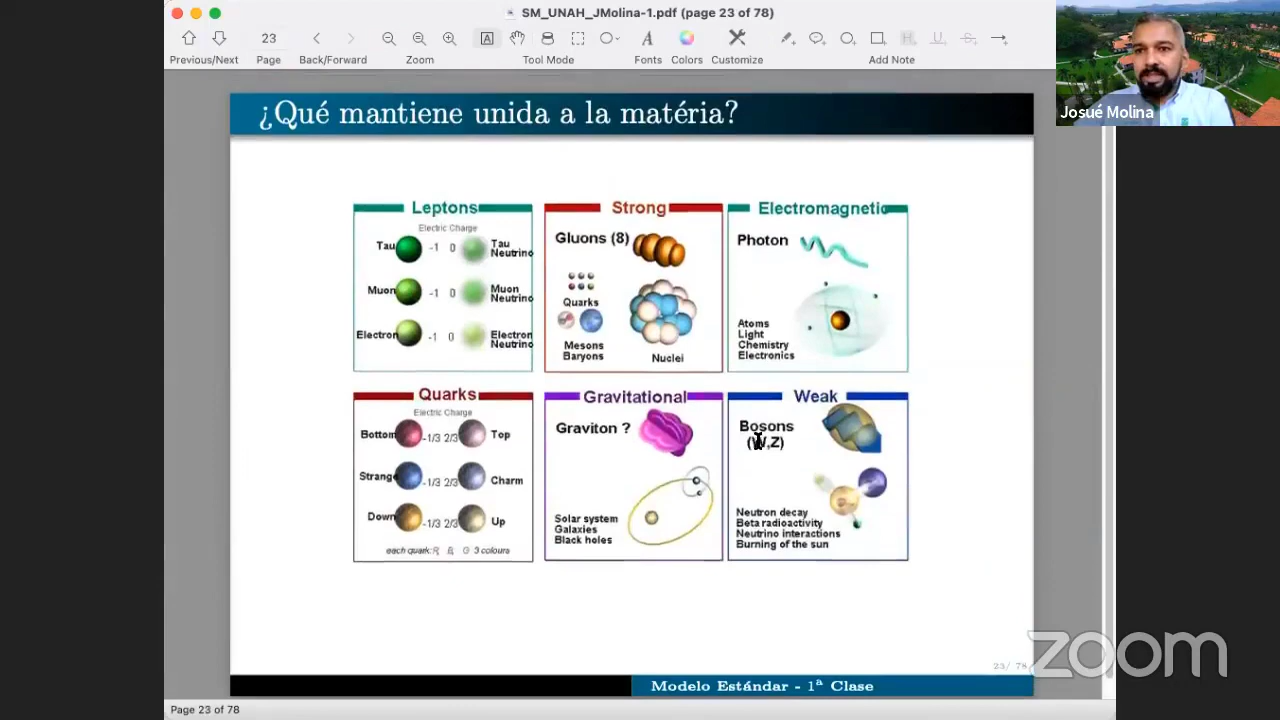 SM_UNAH_JMolina-1.pdf (page 23 of 78)
23
Previous/Next
Page
Back/Forward
Zoom
Tool Mode
Fonts
Colors
Customize
Add Note
Josué Molina
¿Qué mantiene unida a la matéria?
Leptons
Electric Charge
Tau -1 0 Tau Neutrino
Muon -1 0 Muon Neutrino
Electron -1 0 Electron Neutrino
Strong
Gluons (8)
Quarks
Mesons
Baryons
Nuclei
Electromagnetic
Photon
Atoms
Light
Chemistry
Electronics
Quarks
Electric Charge
Bottom -1/3 2/3 Top
Strange -1/3 2/3 Charm
Down -1/3 2/3 Up
each quark: R, B, G 3 colours
Gravitational
Graviton ?
Solar system
Galaxies
Black holes
Weak
Bosons
(W,Z)
Neutron decay
Beta radioactivity
Neutrino interactions
Burning of the sun
23/ 78
Modelo Estándar - 1ª Clase
zoom
Page 23 of 78